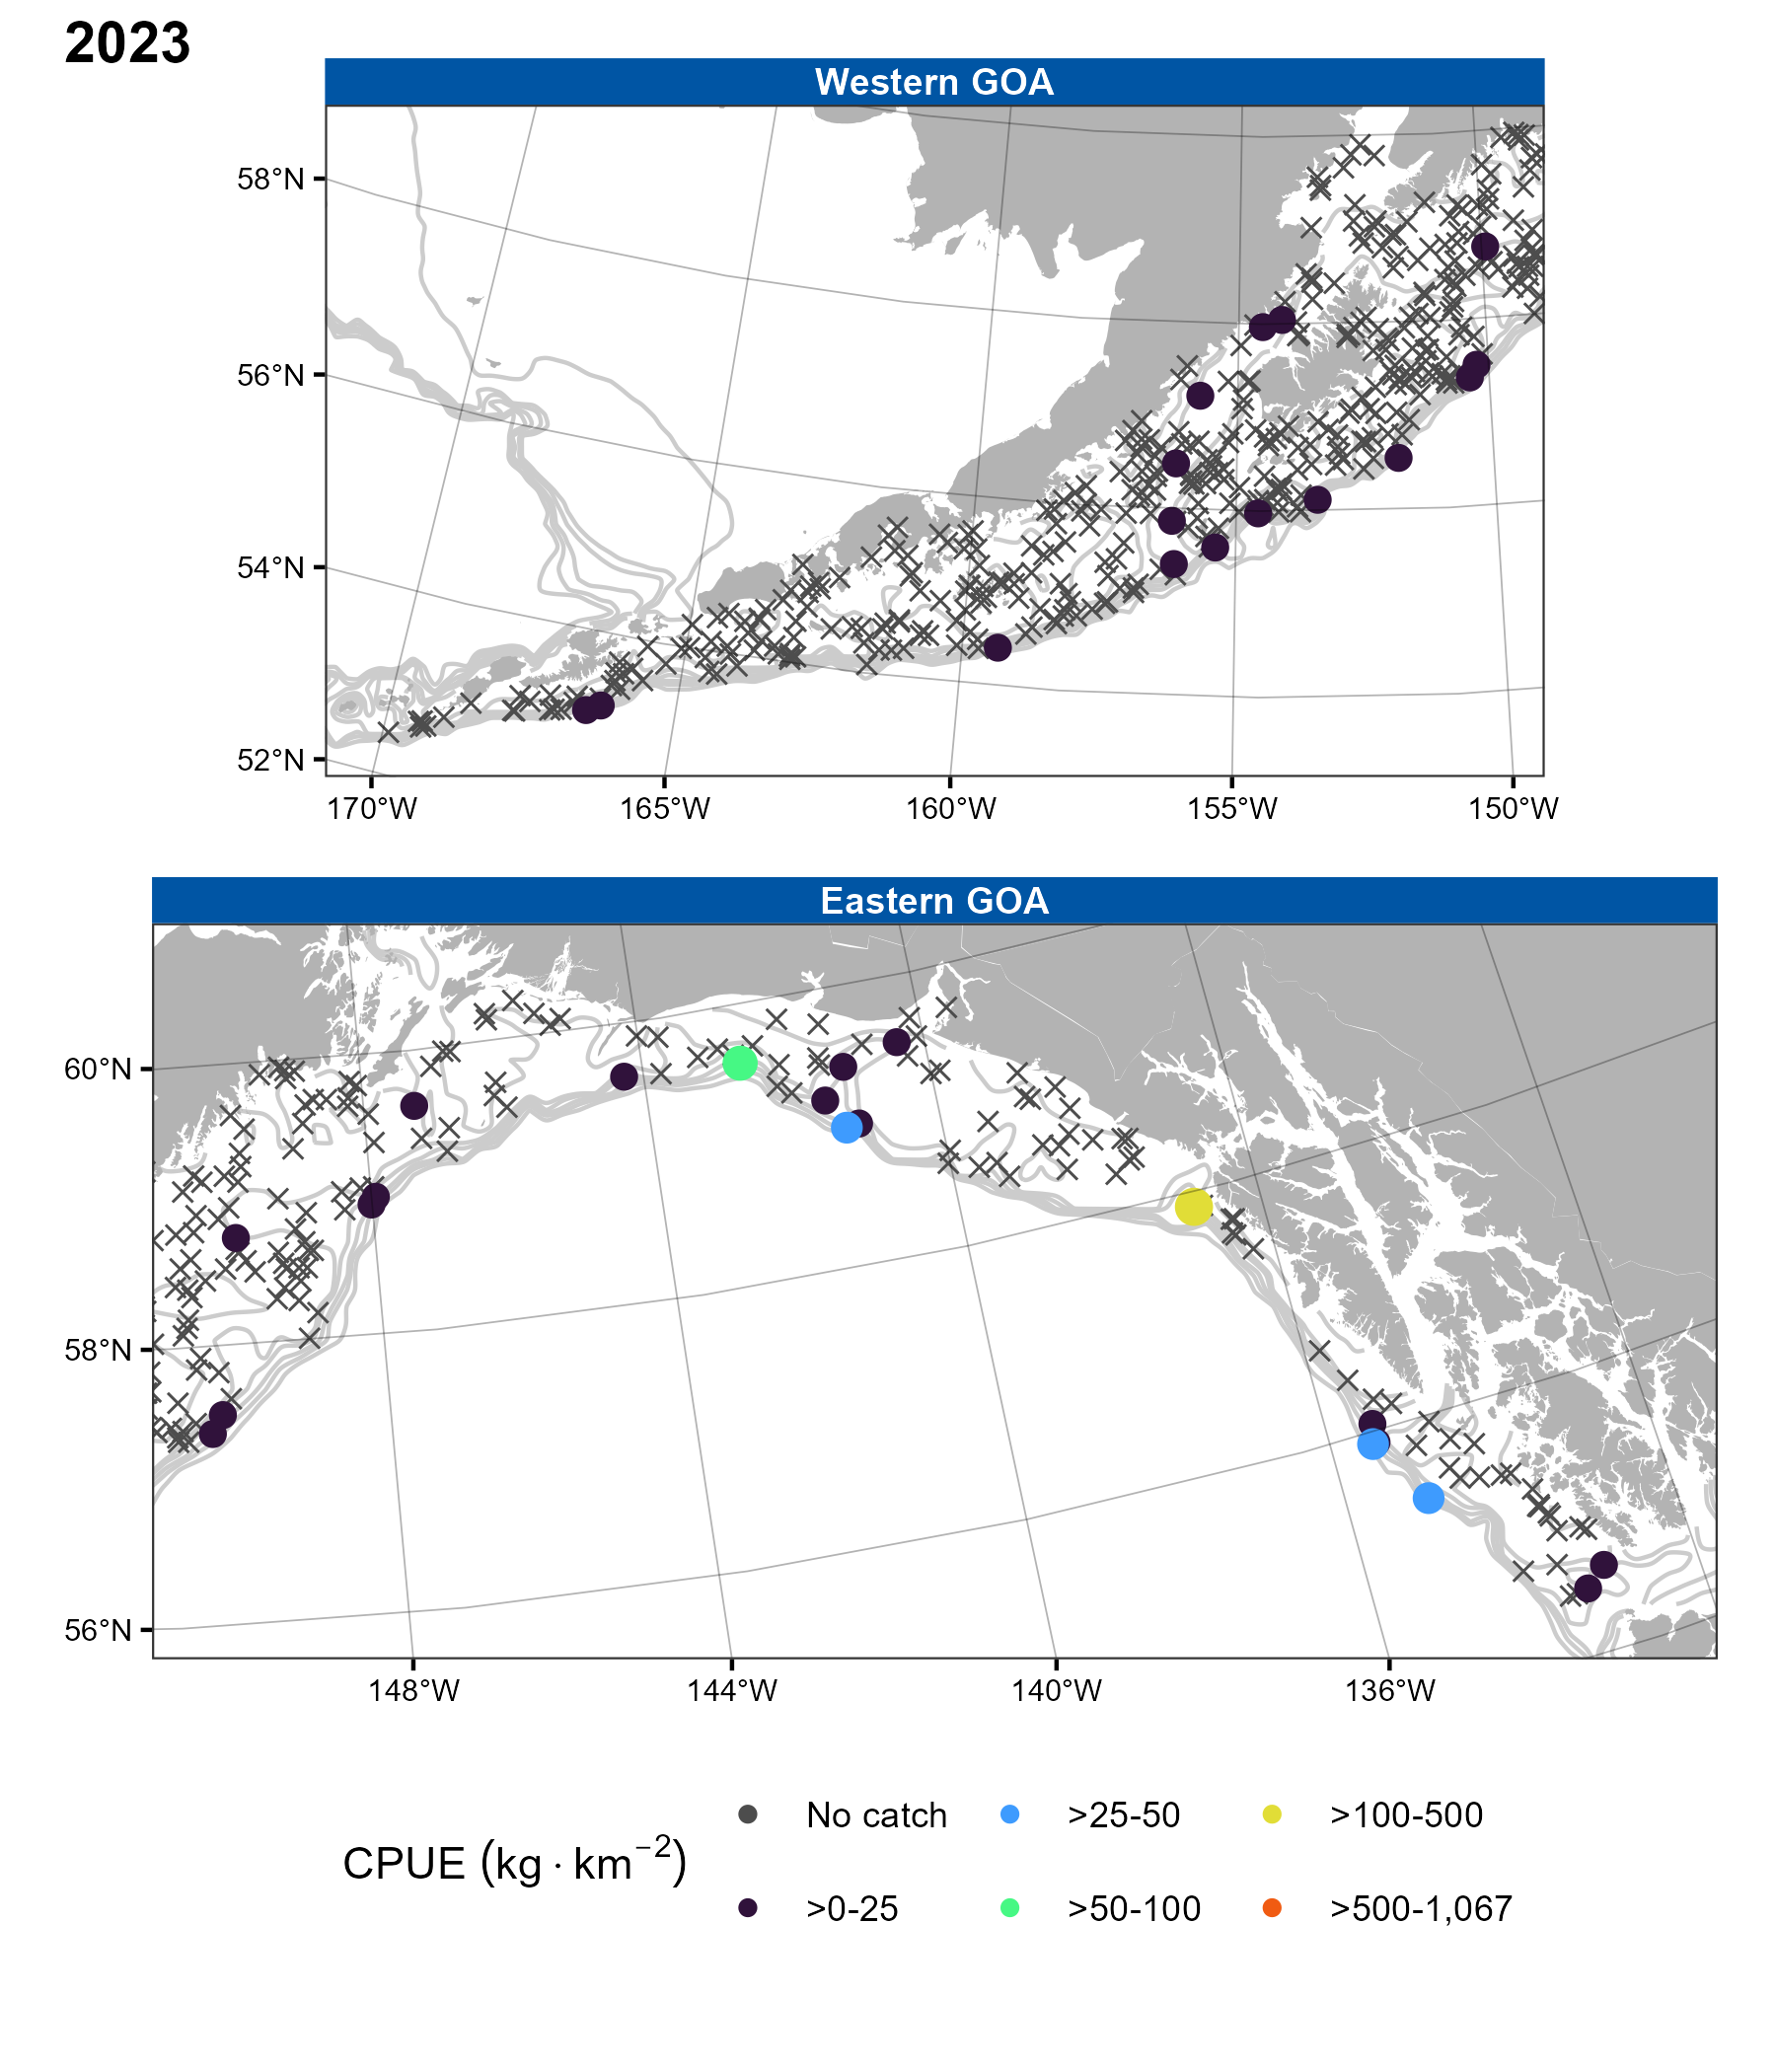 2023
Western GOA
58°N
56°N
54°N
52°N
170°W 165°W 160°W 155°W 150°W
Eastern GOA
60°N
58°N
56°N
148°W 144°W 140°W 136°W
CPUE (kg · km⁻²)
No catch >25-50 >100-500
>0-25 >50-100 >500-1,067